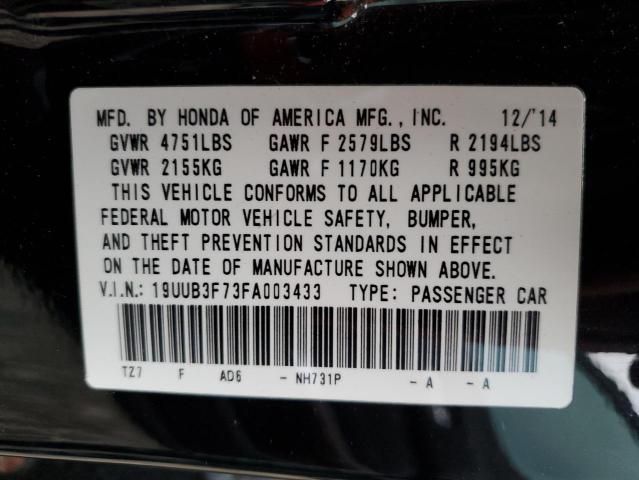 MFD. BY HONDA OF AMERICA MFG., INC. 12/'14
GVWR 4751LBS GAWR F 2579LBS R 2194LBS
GVWR 2155KG GAWR F 1170KG R 995KG
THIS VEHICLE CONFORMS TO ALL APPLICABLE
FEDERAL MOTOR VEHICLE SAFETY, BUMPER,
AND THEFT PREVENTION STANDARDS IN EFFECT
ON THE DATE OF MANUFACTURE SHOWN ABOVE.
V.I.N.: 19UUB3F73FA003433 TYPE: PASSENGER CAR
TZ7 F AD6 - NH731P - A - A